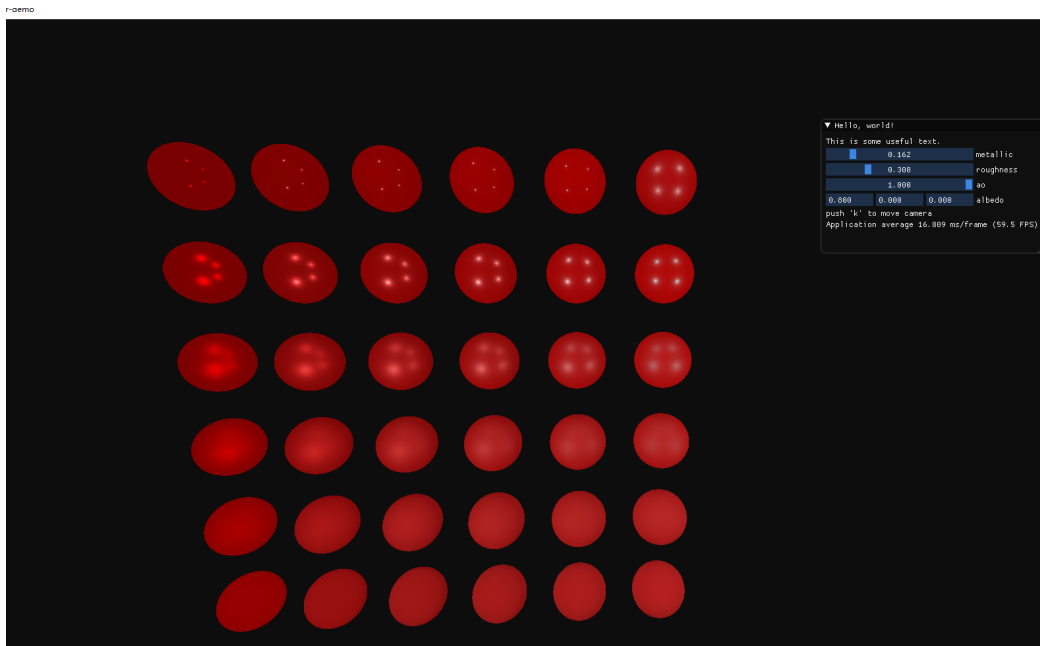 r-demo
Hello, world!
This is some useful text.
0.162 metallic
0.308 roughness
1.000 ao
0.800 0.000 0.000 albedo
push 'k' to move camera
Application average 16.809 ms/frame (59.5 FPS)